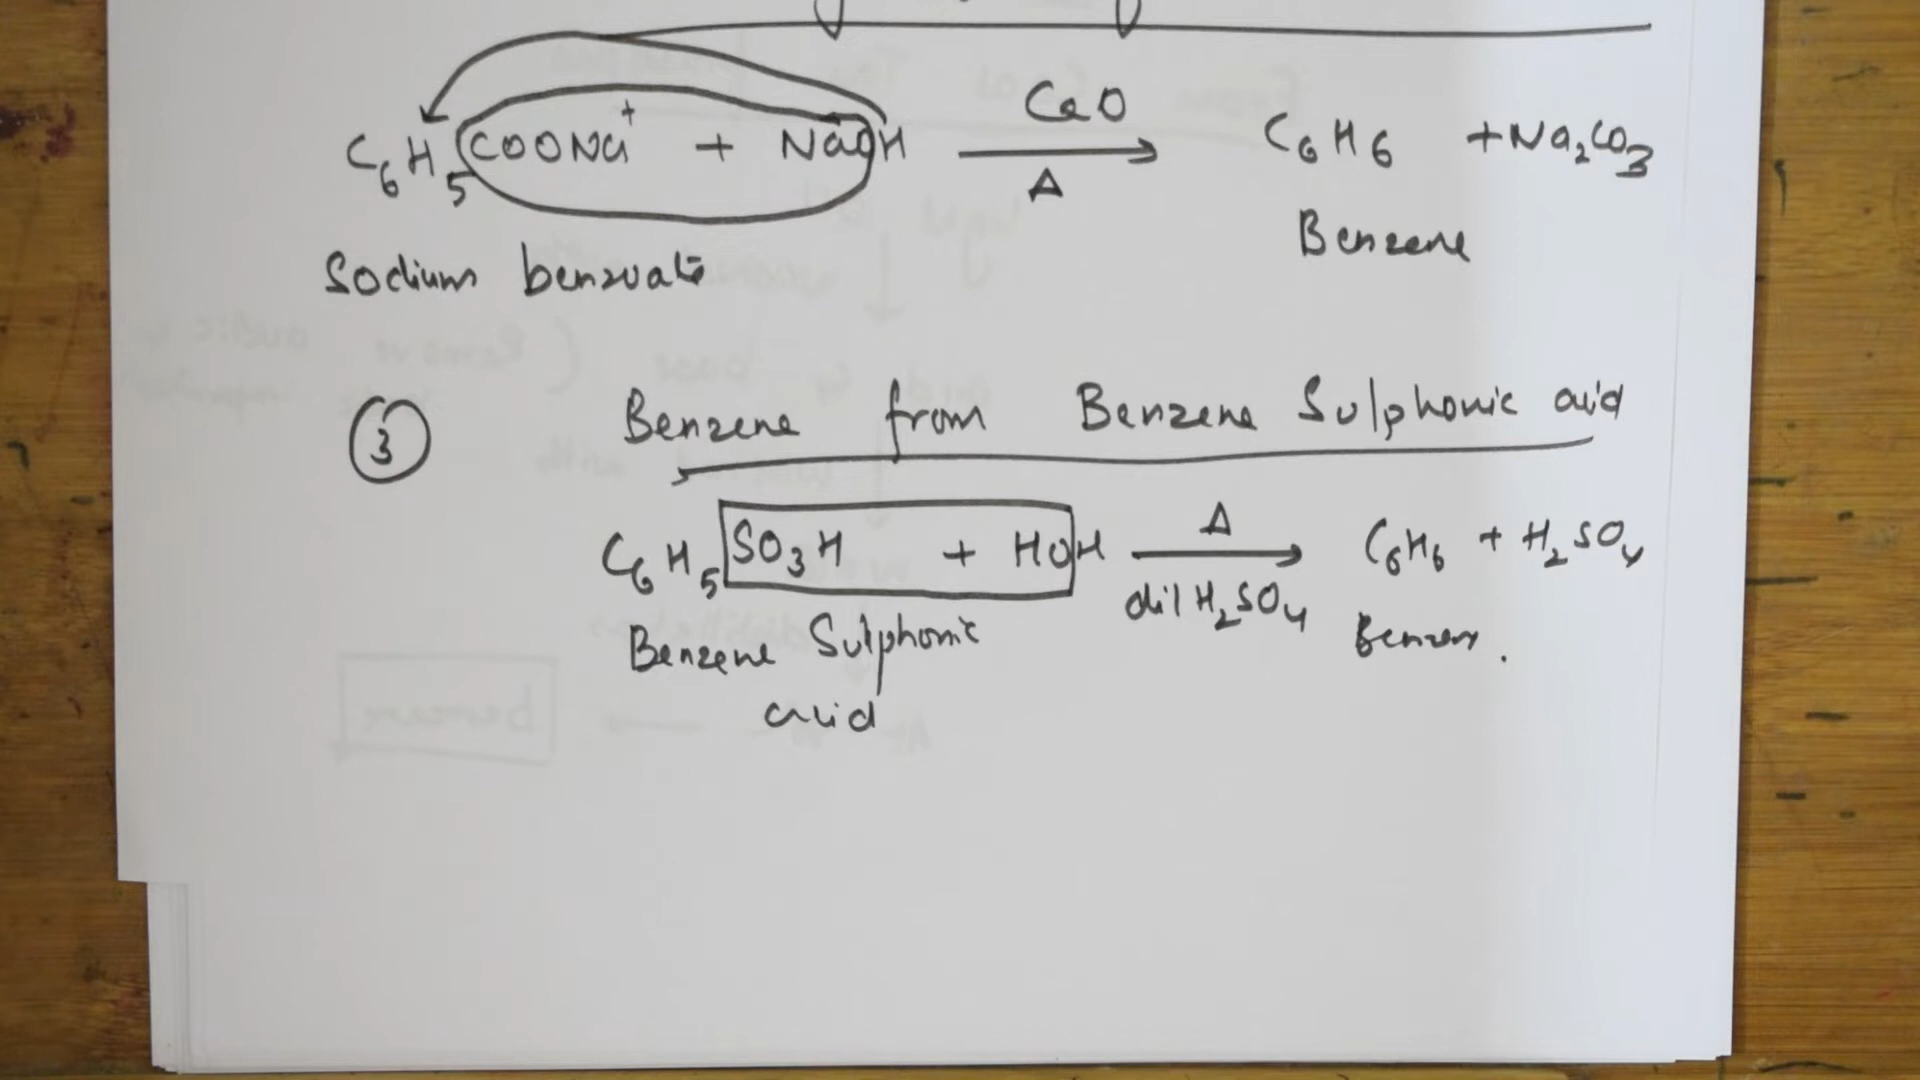 CaO
C₆H₅COONa⁺ + NaOH → C₆H₆ + Na₂CO₃
Δ
Benzene
Sodium benzoate
③ Benzene from Benzene Sulphonic acid
Δ
C₆H₅SO₃H + HOH → C₆H₆ + H₂SO₄
dil H₂SO₄
Benzene Sulphonic
acid